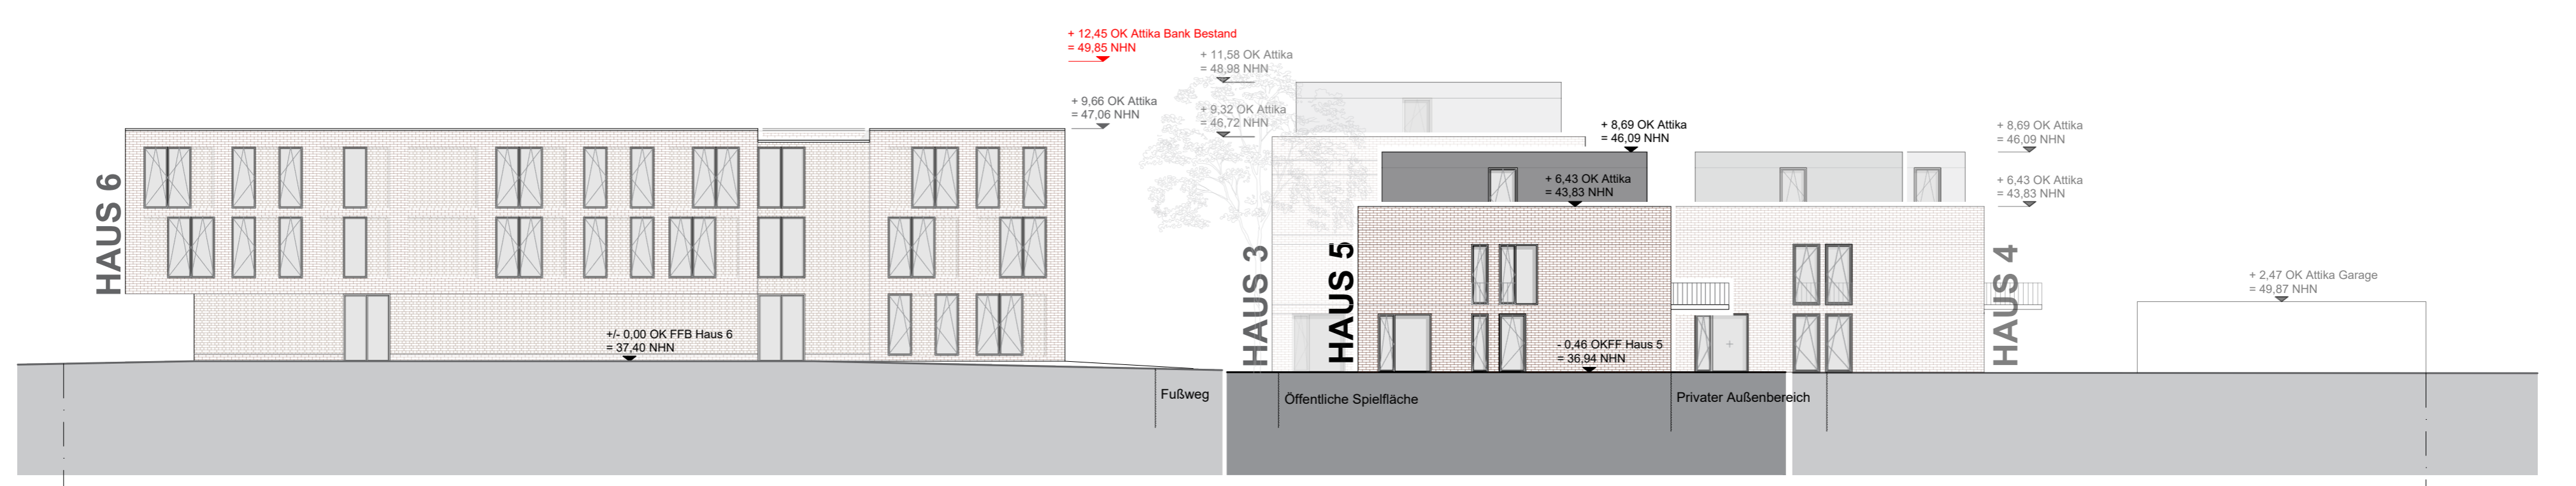 + 12,45 OK Attika Bank Bestand
= 49,85 NHN
+ 11,58 OK Attika
= 48,98 NHN
+ 9,66 OK Attika
= 47,06 NHN
+ 9,32 OK Attika
= 46,72 NHN
+ 8,69 OK Attika
= 46,09 NHN
+ 8,69 OK Attika
= 46,09 NHN
+ 6,43 OK Attika
= 43,83 NHN
+ 6,43 OK Attika
= 43,83 NHN
HAUS 6
HAUS 3
HAUS 5
HAUS 4
+ 2,47 OK Attika Garage
= 49,87 NHN
+/- 0,00 OK FFB Haus 6
= 37,40 NHN
- 0,46 OKFF Haus 5
= 36,94 NHN
Fußweg
Öffentliche Spielfläche
Privater Außenbereich